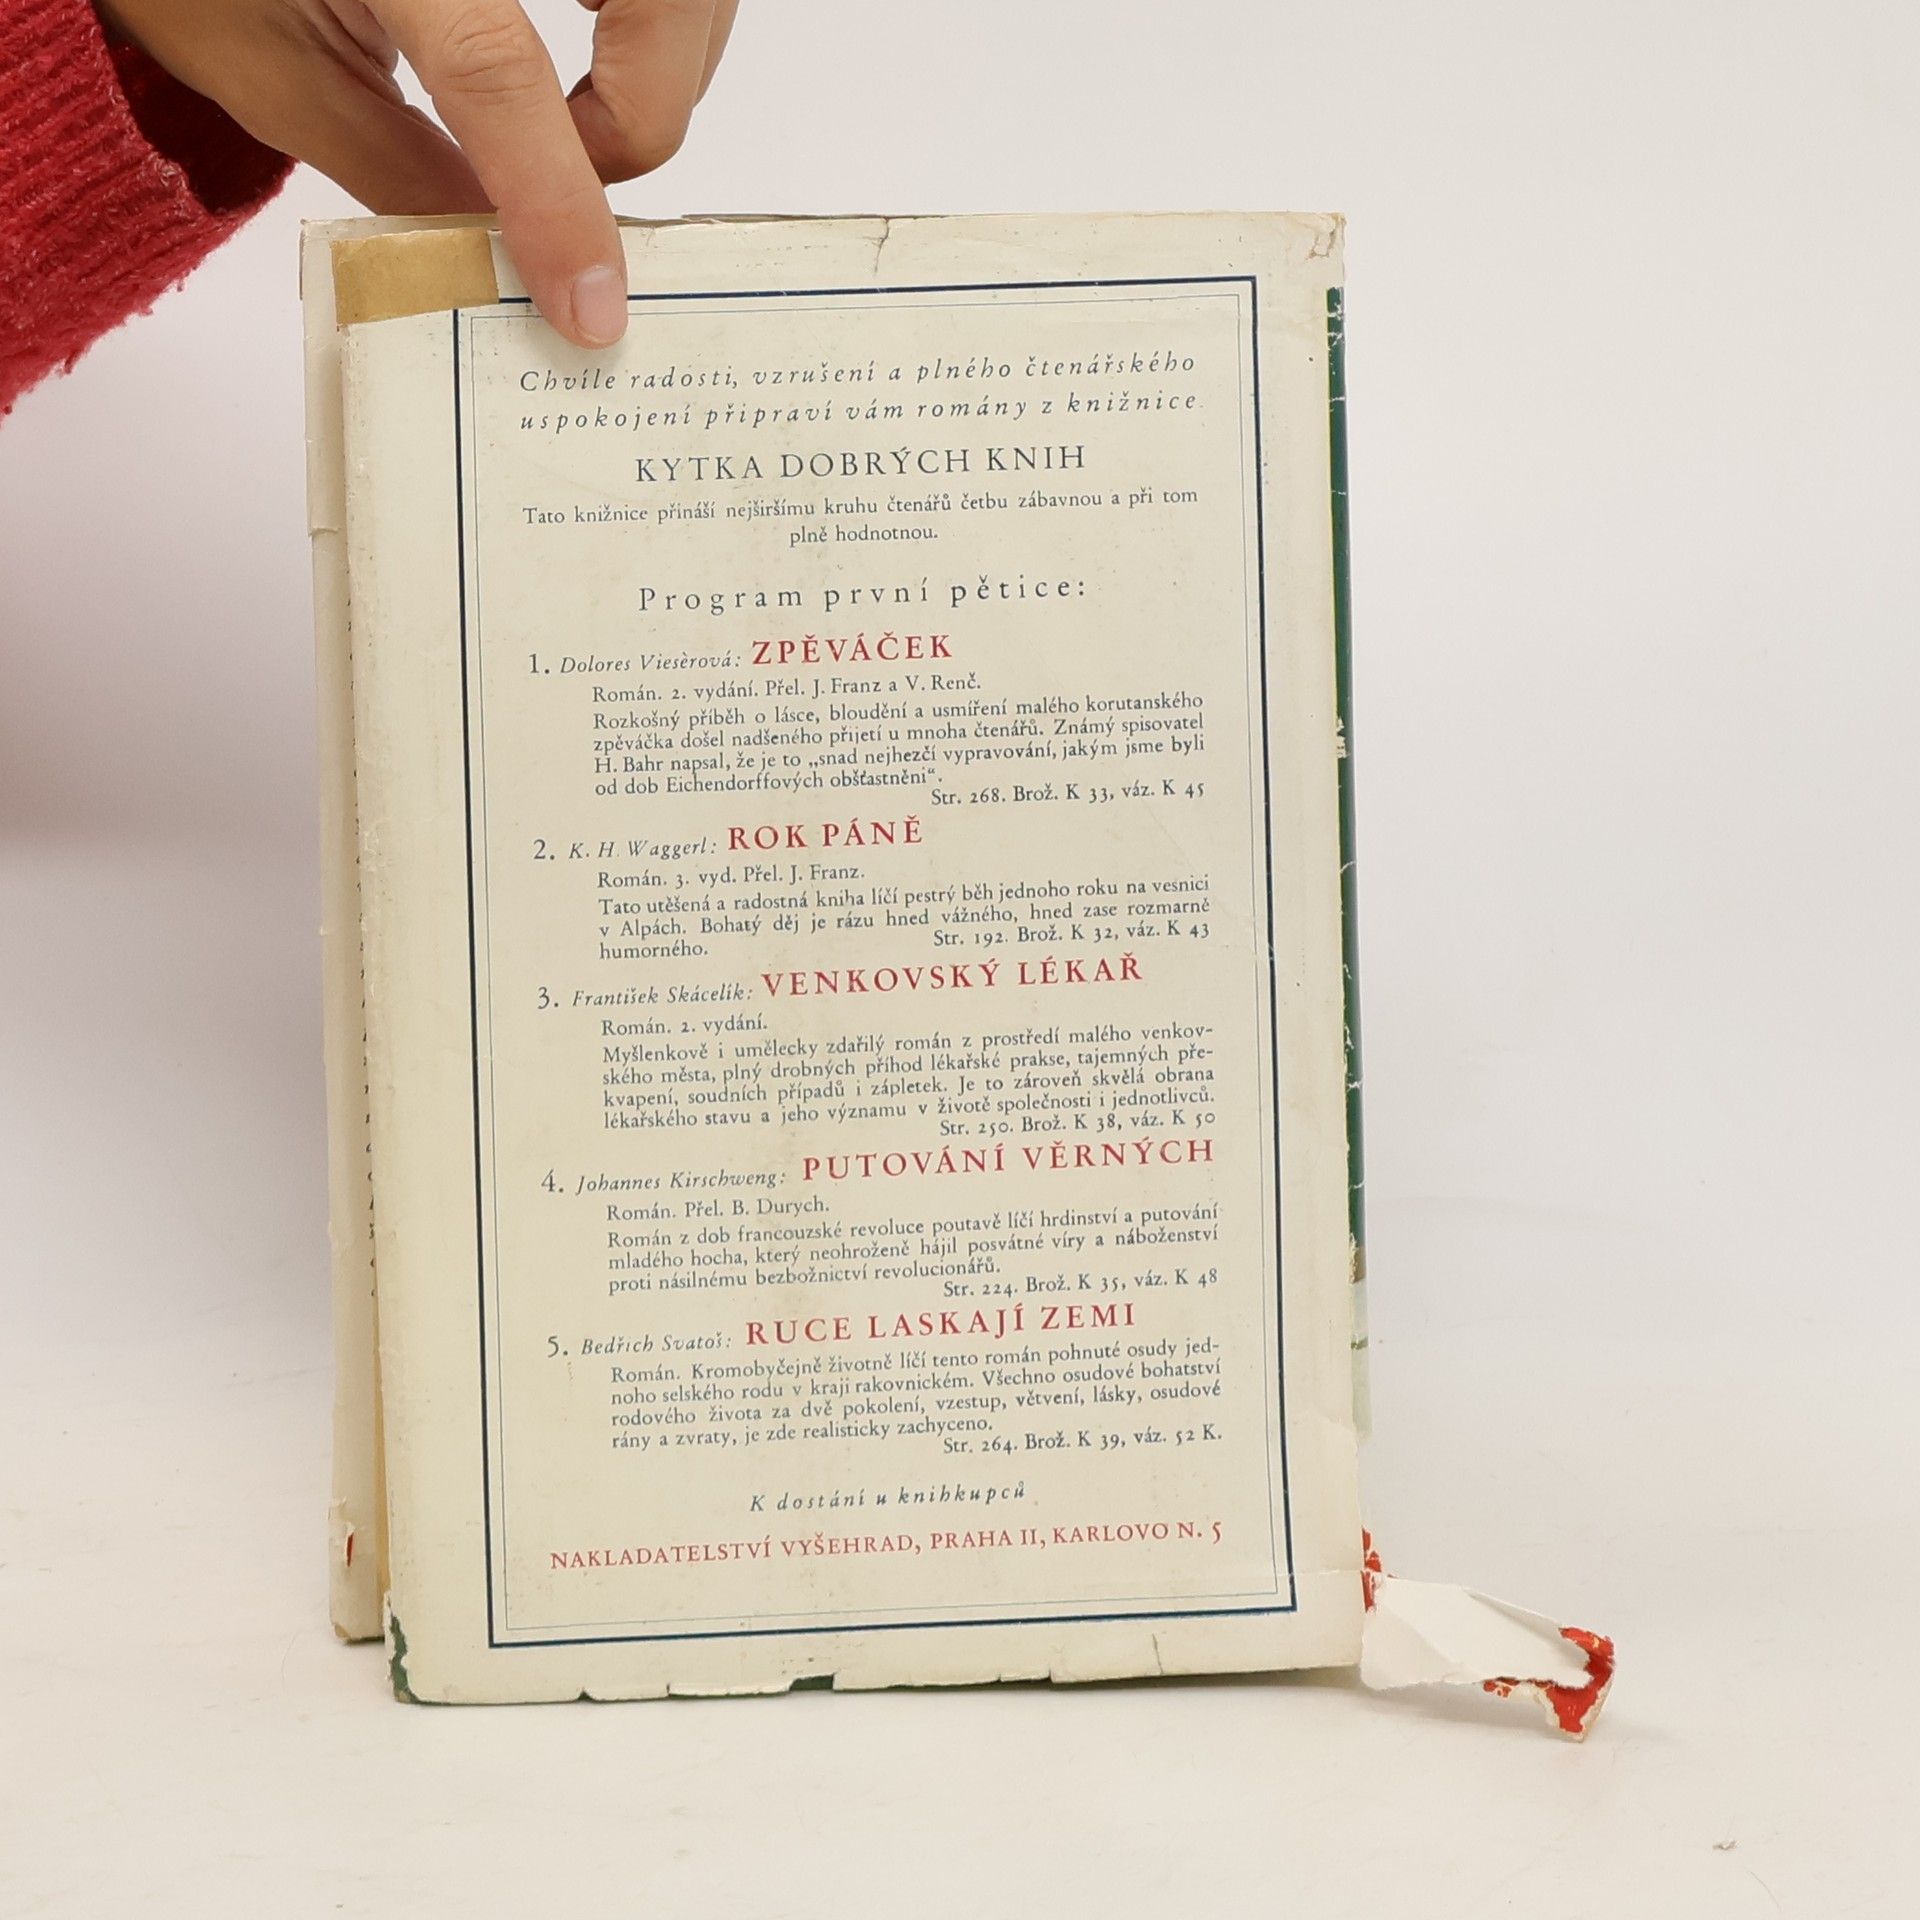 Chvíle radosti, vzrušení a plného čtenářského
uspokojení připraví vám romány z knižnice
KYTKA DOBRÝCH KNIH
Tato knižnice přináší nejširšímu kruhu čtenářů četbu zábavnou a při tom
plně hodnotnou.
Program první pětice:
1. Dolores Viesèrová: ZPĚVÁČEK
Román. 2. vydání. Přel. J. Franz a V. Renč.
Rozkošný příběh o lásce, bloudění a usmíření malého korutanského
zpěváčka došel nadšeného přijetí u mnoha čtenářů. Známý spisovatel
H. Bahr napsal, že je to „snad nejhezčí vypravování, jakým jsme byli
od dob Eichendorffových obšťastněni“.
Str. 268. Brož. K 33, váz. K 45
2. K. H. Waggerl: ROK PÁNĚ
Román. 3. vyd. Přel. J. Franz.
Tato utěšená a radostná kniha líčí pestrý běh jednoho roku na vesnici
v Alpách. Bohatý děj je rázu hned vážného, hned zase rozmarně
humorného. Str. 192. Brož. K 32, váz. K 43
3. František Skácelík: VENKOVSKÝ LÉKAŘ
Román. 2. vydání.
Myšlenkově i umělecky zdařilý román z prostředí malého venkov-
ského města, plný drobných příhod lékařské prakse, tajemných pře-
kvapení, soudních případů i zápletek. Je to zároveň skvělá obrana
lékařského stavu a jeho významu v životě společnosti i jednotlivců.
Str. 250. Brož. K 38, váz. K 50
4. Johannes Kirschweng: PUTOVÁNÍ VĚRNÝCH
Román. Přel. B. Durych.
Román z dob francouzské revoluce poutavě líčí hrdinství a putování
mladého hocha, který neohroženě hájil posvátné víry a náboženství
proti násilnému bezbožnictví revolucionářů.
Str. 224. Brož. K 35, váz. K 48
5. Bedřich Svatoš: RUCE LASKAJÍ ZEMI
Román. Kromobyčejně životně líčí tento román pohnuté osudy jed-
noho selského rodu v kraji rakovnickém. Všechno osudové bohatství
rodového života za dvě pokolení, vzestup, větvení, lásky, osudové
rány a zvraty, je zde realisticky zachyceno.
Str. 264. Brož. K 39, váz. 52 K.
K dostání u knihkupců
NAKLADATELSTVÍ VYŠEHRAD, PRAHA II, KARLOVO N. 5